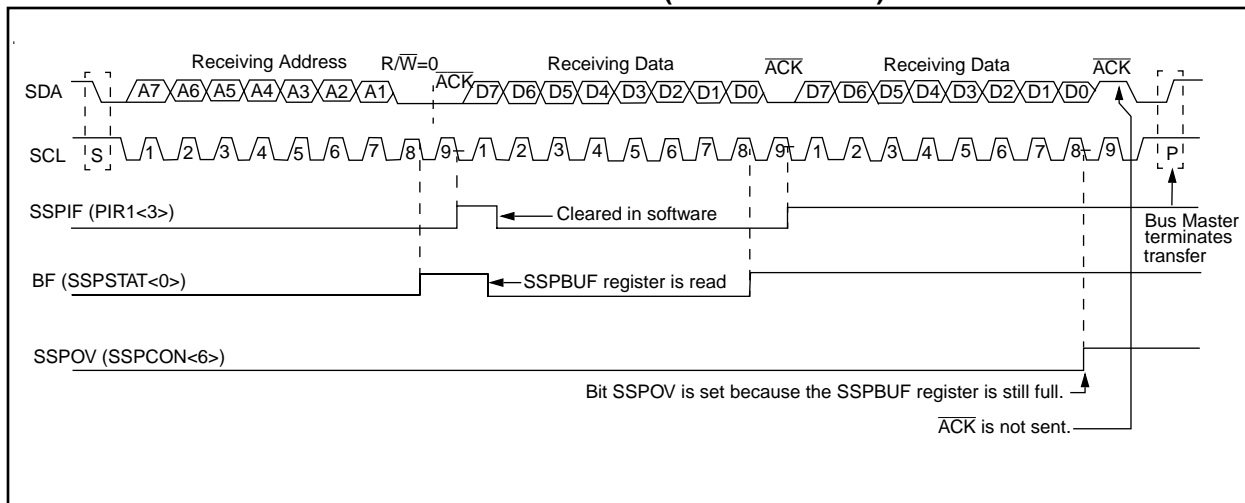 Receiving Address R/W=0 ACK Receiving Data ACK Receiving Data ACK
SDA A7 A6 A5 A4 A3 A2 A1 D7 D6 D5 D4 D3 D2 D1 D0 D7 D6 D5 D4 D3 D2 D1 D0
SCL S 1 2 3 4 5 6 7 8 9 1 2 3 4 5 6 7 8 9 1 2 3 4 5 6 7 8 9 P
SSPIF (PIR1<3>) Cleared in software
Bus Master
terminates
transfer
BF (SSPSTAT<0>) SSPBUF register is read
SSPOV (SSPCON<6>)
Bit SSPOV is set because the SSPBUF register is still full.
ACK is not sent.